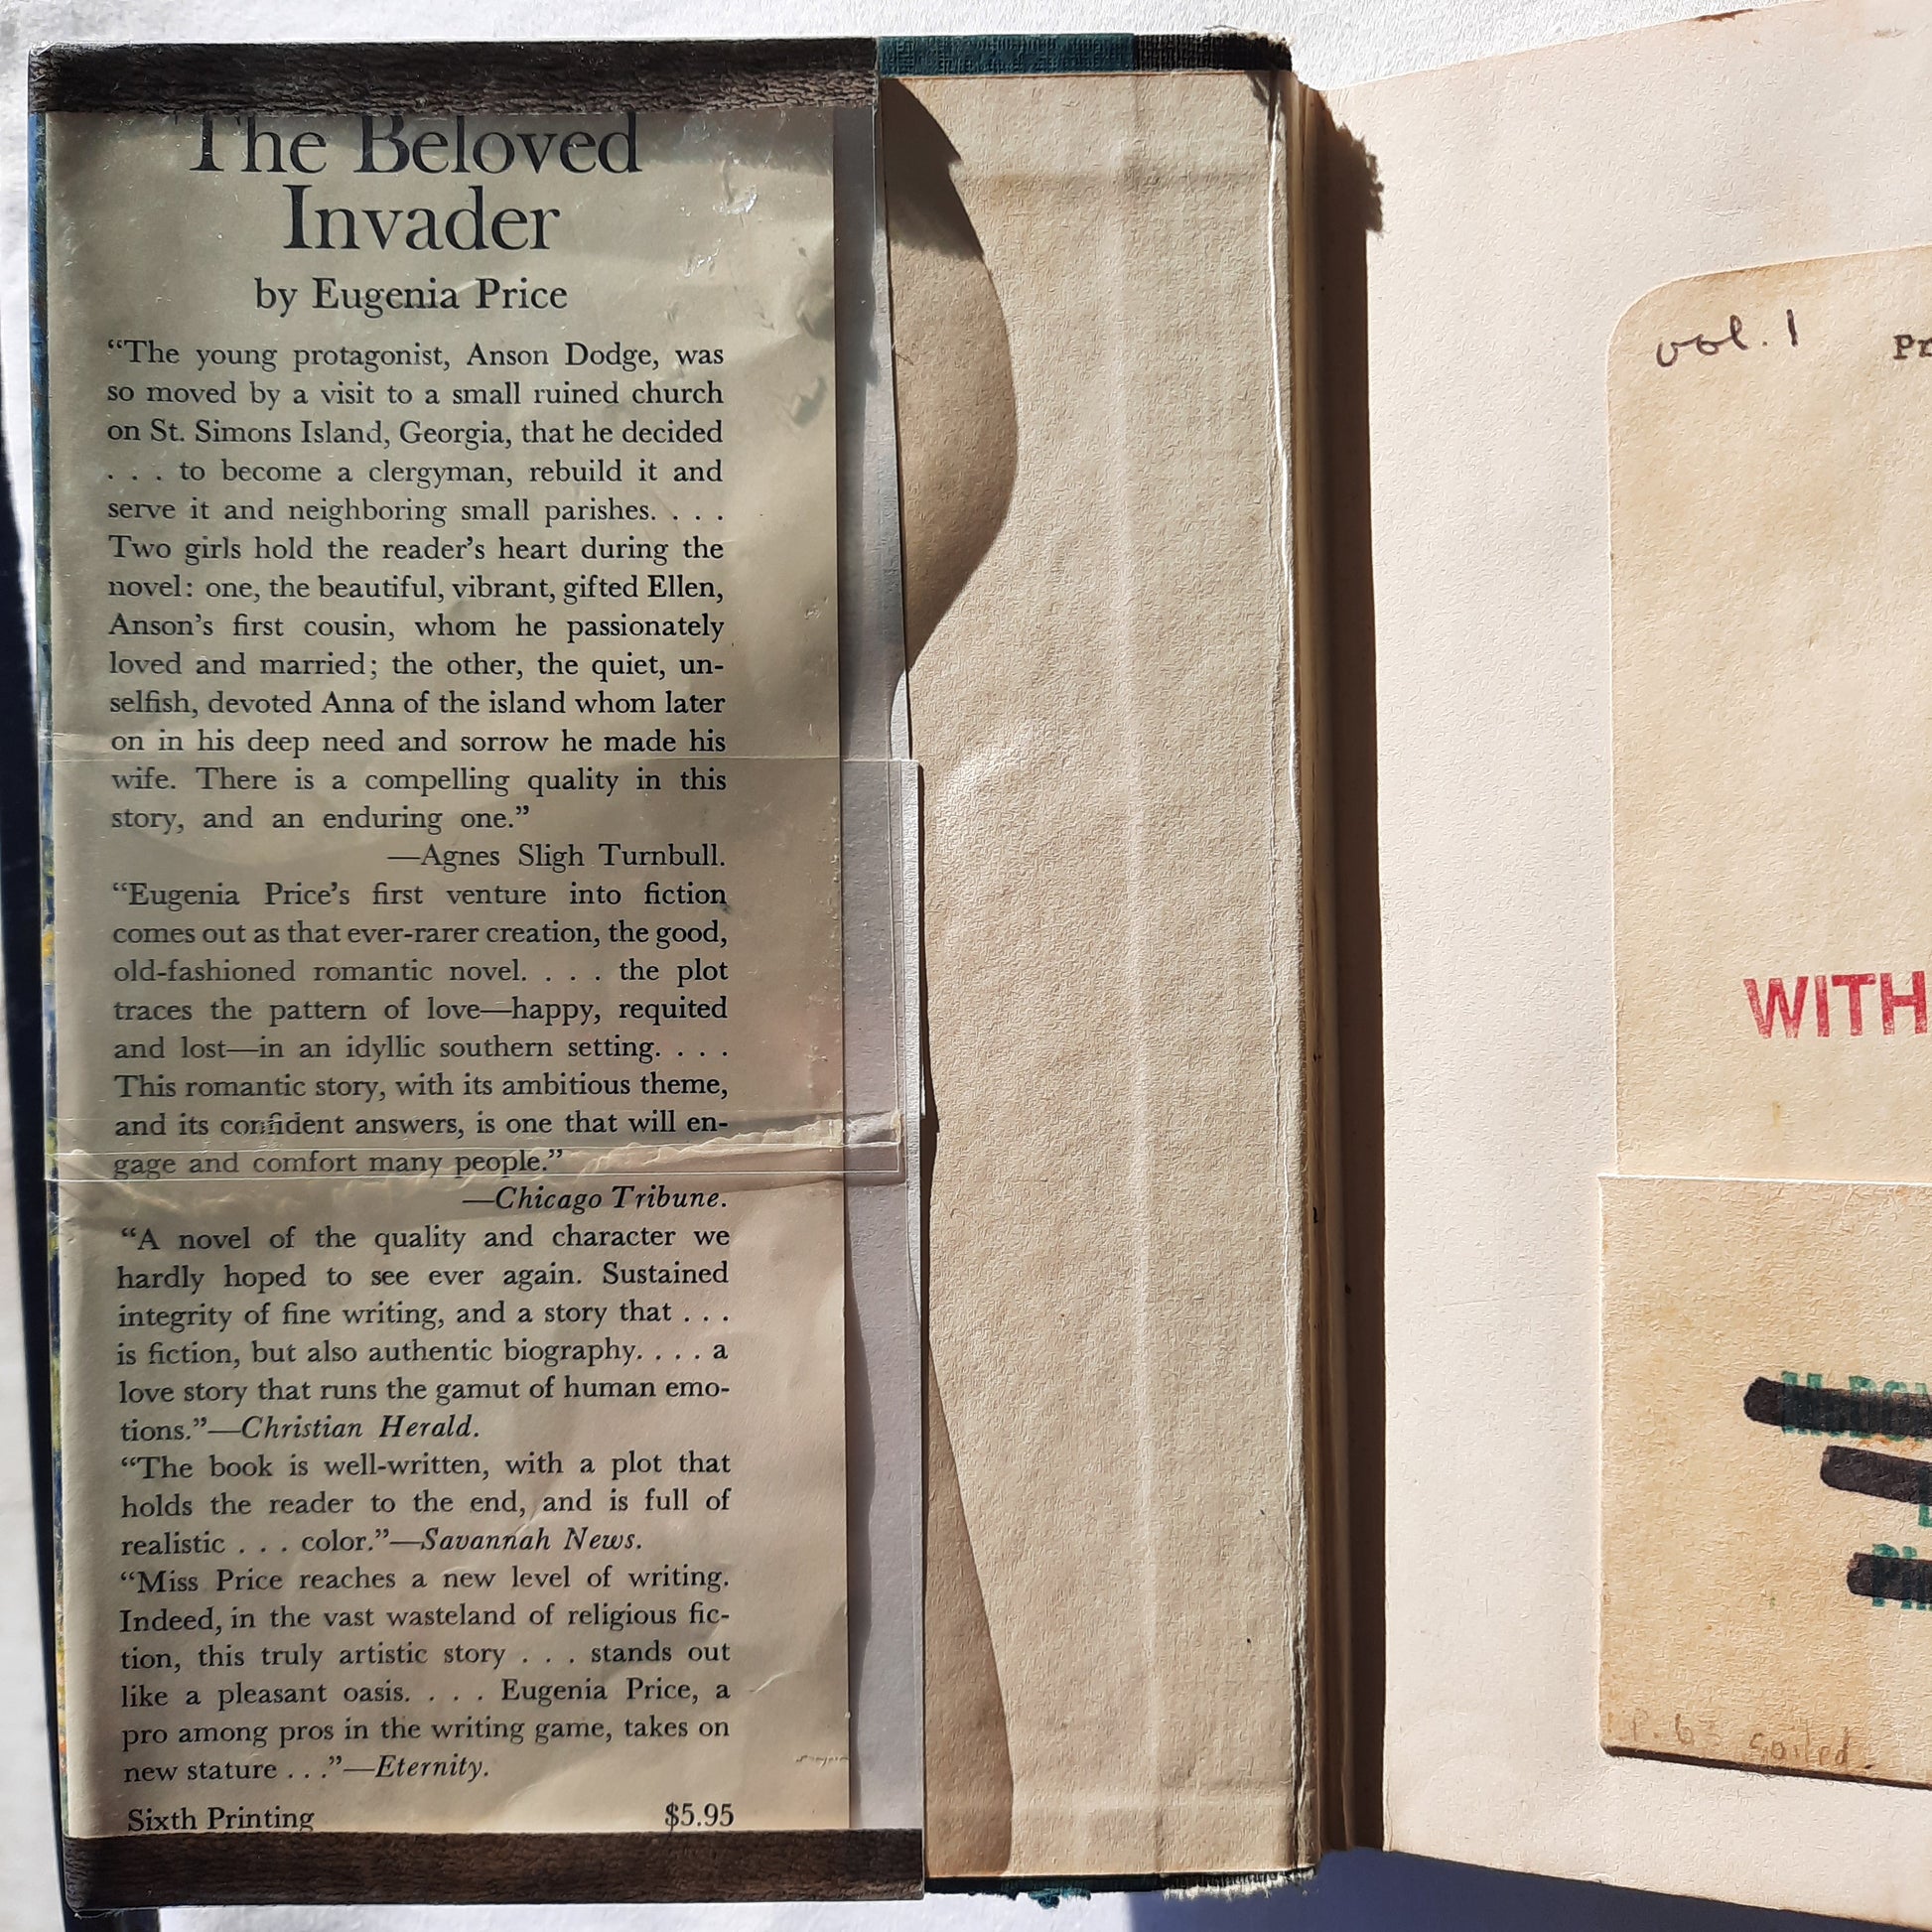 The Beloved
Invader
by Eugenia Price
“The young protagonist, Anson Dodge, was
so moved by a visit to a small ruined church
on St. Simons Island, Georgia, that he decided
. . . to become a clergyman, rebuild it and
serve it and neighboring small parishes. . . .
Two girls hold the reader’s heart during the
novel: one, the beautiful, vibrant, gifted Ellen,
Anson’s first cousin, whom he passionately
loved and married; the other, the quiet, un-
selfish, devoted Anna of the island whom later
on in his deep need and sorrow he made his
wife. There is a compelling quality in this
story, and an enduring one.”
—Agnes Sligh Turnbull.
“Eugenia Price’s first venture into fiction
comes out as that ever-rarer creation, the good,
old-fashioned romantic novel. . . . the plot
traces the pattern of love—happy, requited
and lost—in an idyllic southern setting. . . .
This romantic story, with its ambitious theme,
and its confident answers, is one that will en-
gage and comfort many people.”
—Chicago Tribune.
“A novel of the quality and character we
hardly hoped to see ever again. Sustained
integrity of fine writing, and a story that . . .
is fiction, but also authentic biography. . . . a
love story that runs the gamut of human emo-
tions.”—Christian Herald.
“The book is well-written, with a plot that
holds the reader to the end, and is full of
realistic . . . color.”—Savannah News.
“Miss Price reaches a new level of writing.
Indeed, in the vast wasteland of religious fic-
tion, this truly artistic story . . . stands out
like a pleasant oasis. . . . Eugenia Price, a
pro among pros in the writing game, takes on
new stature . . .”—Eternity.
Sixth Printing $5.95
vol. 1 Pr
WITH
P. 63 soiled